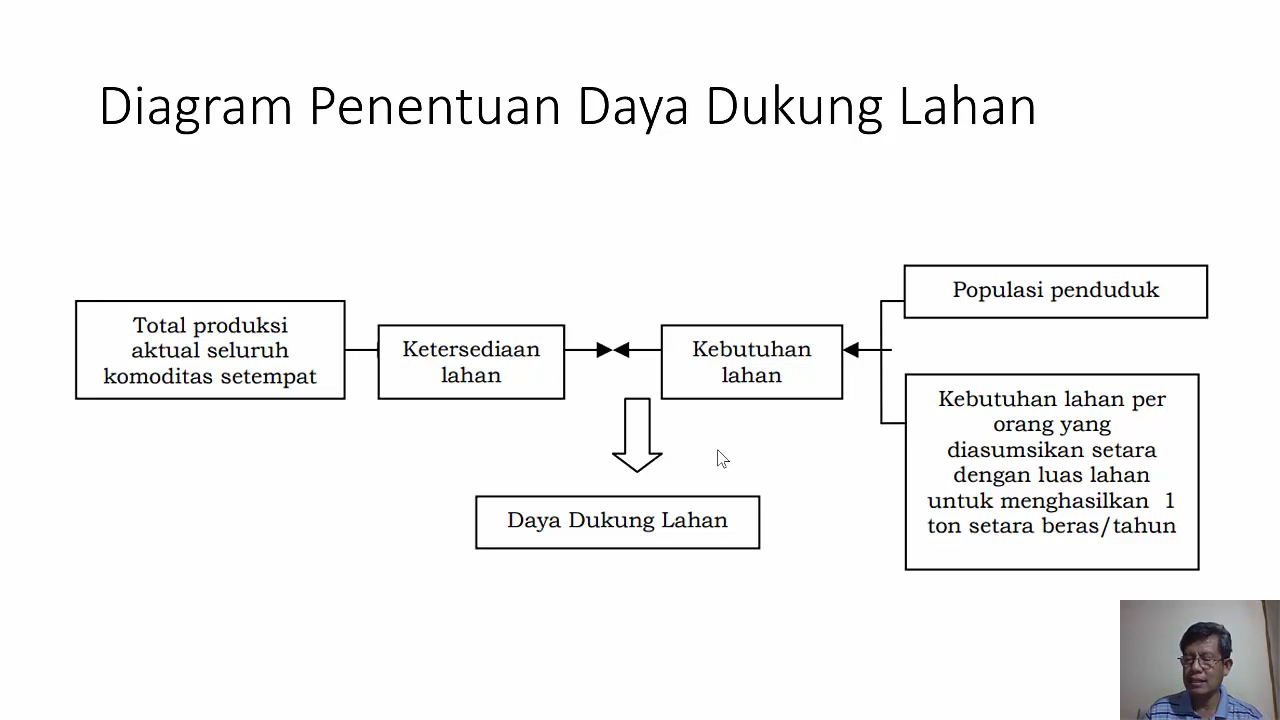 Diagram Penentuan Daya Dukung Lahan
Total produksi
aktual seluruh
komoditas setempat
Ketersediaan
lahan
Kebutuhan
lahan
Populasi penduduk
Kebutuhan lahan per
orang yang
diasumsikan setara
dengan luas lahan
untuk menghasilkan 1
ton setara beras/tahun
Daya Dukung Lahan